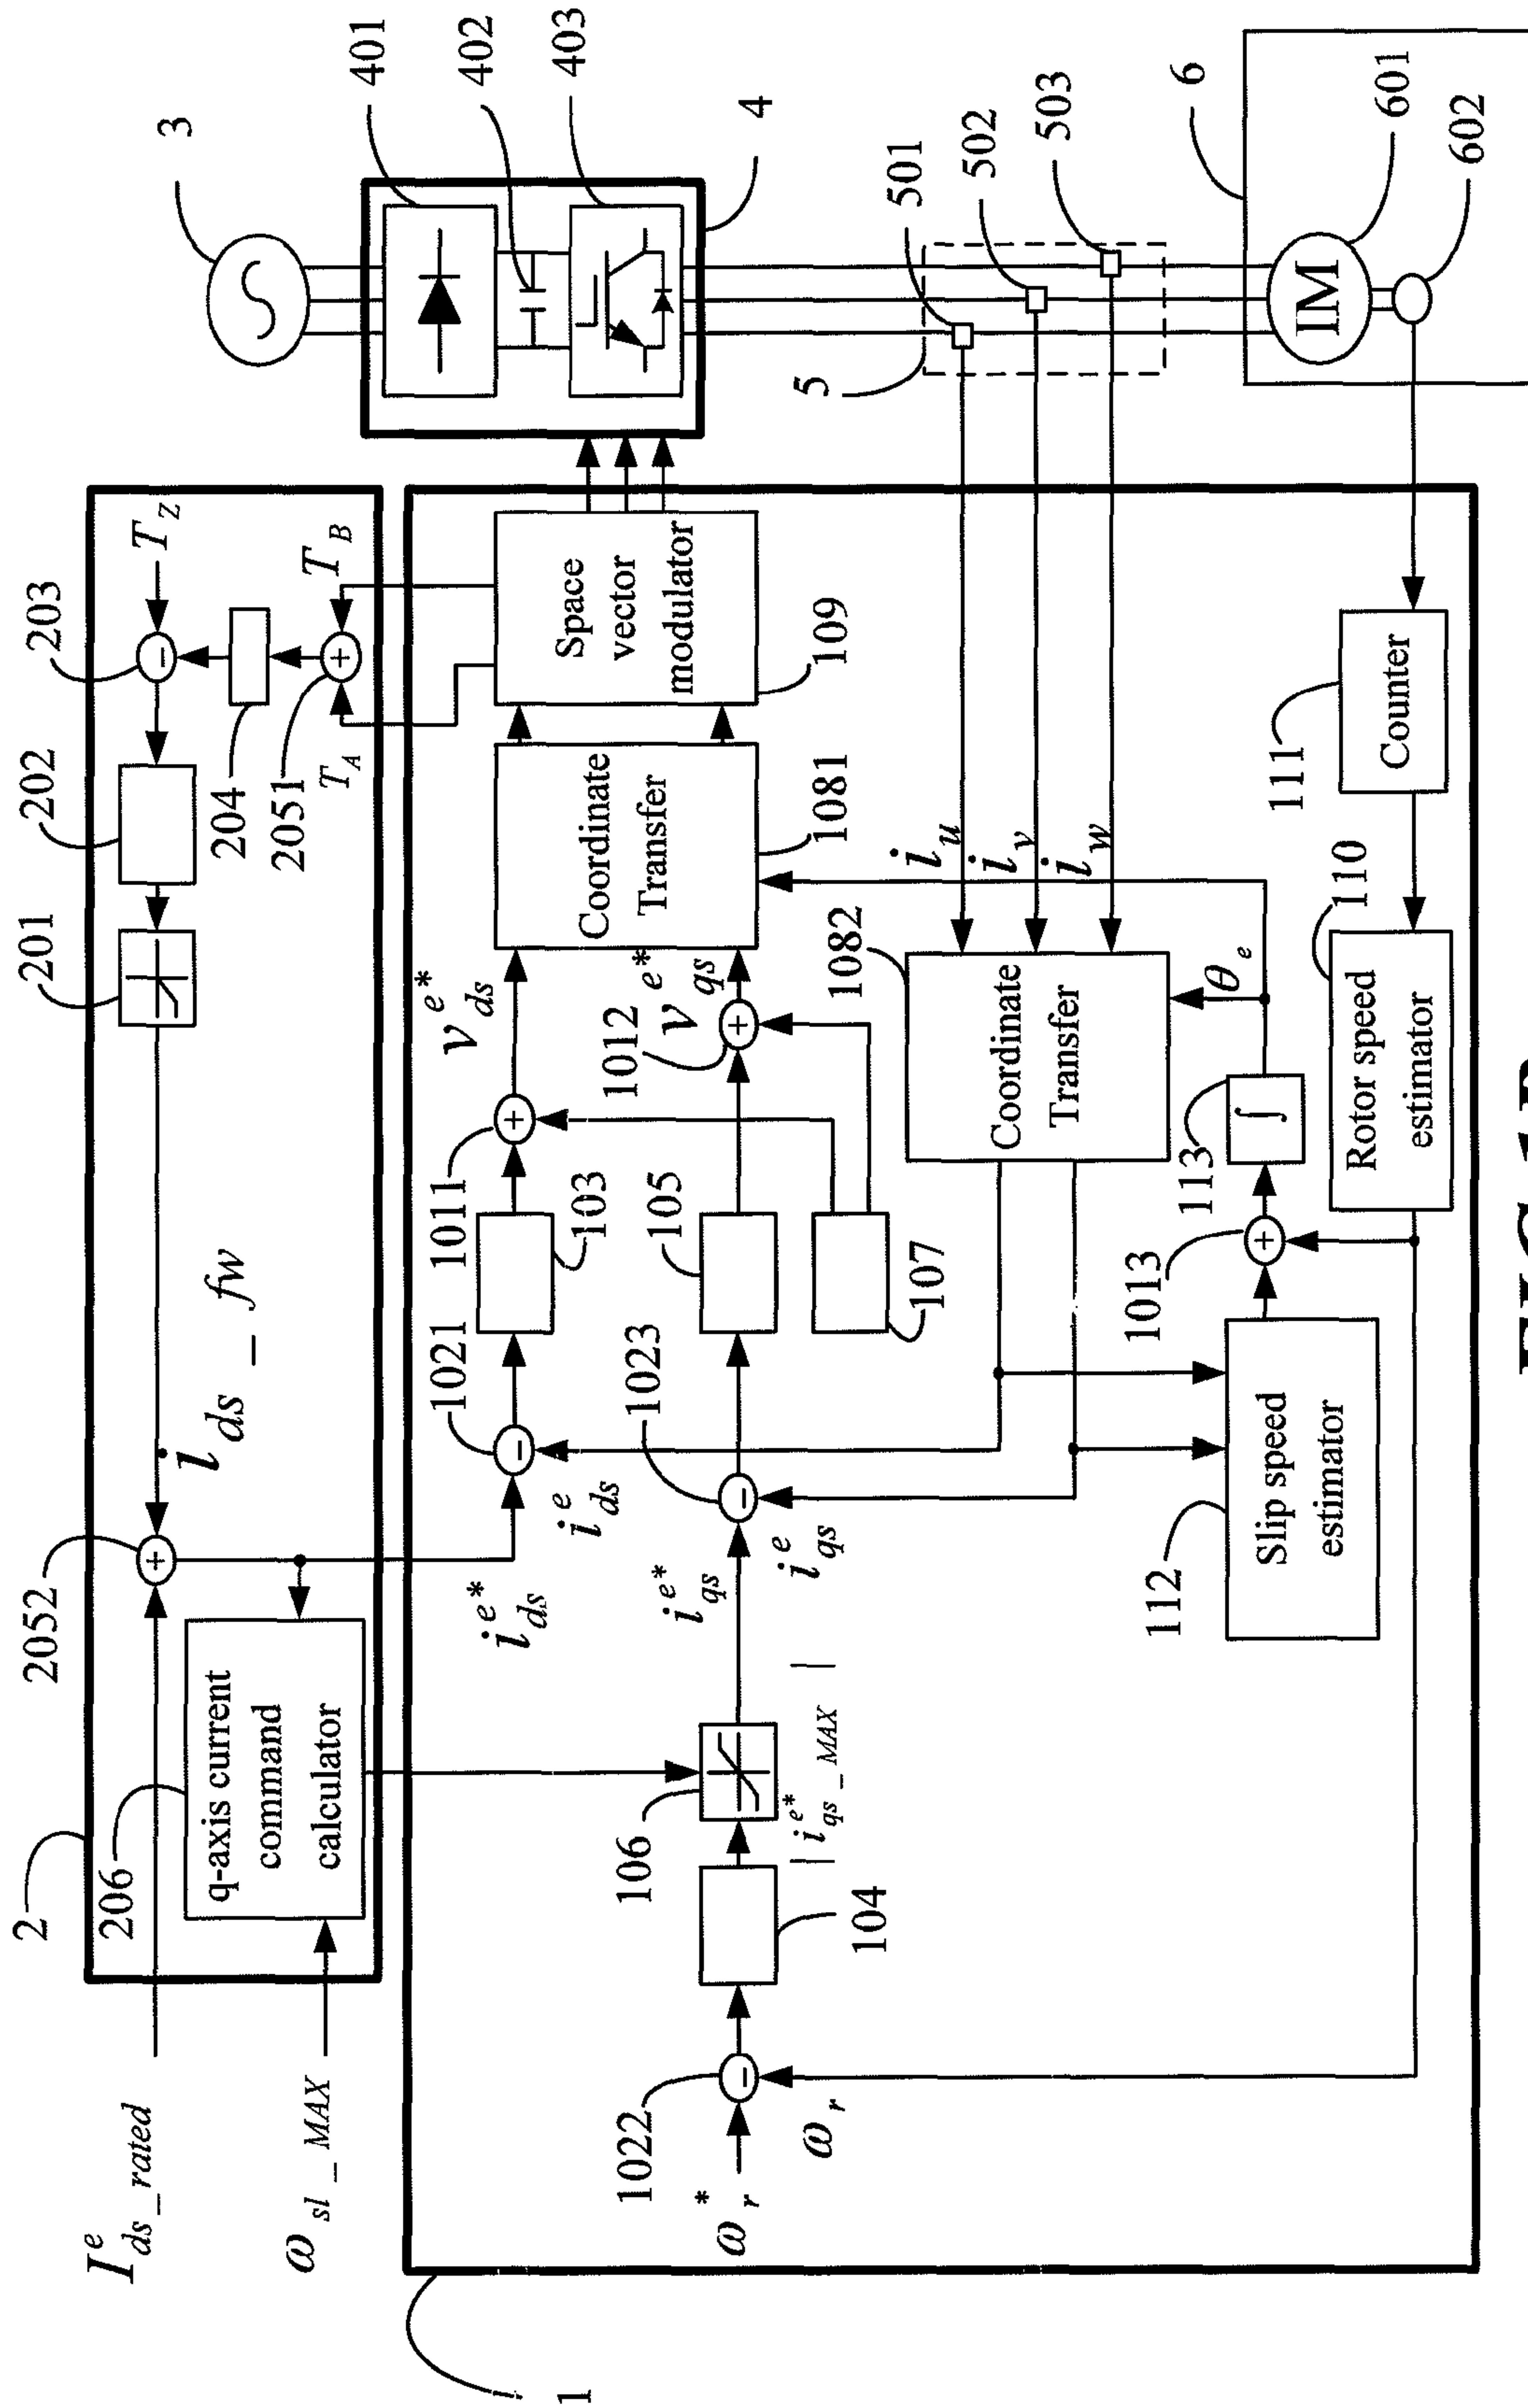 3
401
402
403
4
501
502
503
5
6
601
602
IM
2
206
2052
201
202
203
204
2051
T_Z
T_A
T_B
i_{ds_fw}
I^e_{ds_rated}
ω_{sl_MAX}
q-axis current
command
calculator
1
ω_r^*
ω_r
1022
104
106
|i^{e*}_{qs_MAX}|
i^{e*}_{ds}
i^e_{ds}
i^{e*}_{qs}
i^e_{qs}
1021
1023
103
105
107
1011
1012
v^{e*}_{ds}
v^{e*}_{qs}
Coordinate
Transfer
1081
Space
vector
modulator
109
1082
Coordinate
Transfer
i_u
i_v
i_w
θ_e
113
∫
1013
112
Slip speed
estimator
110
Rotor speed
estimator
111
Counter